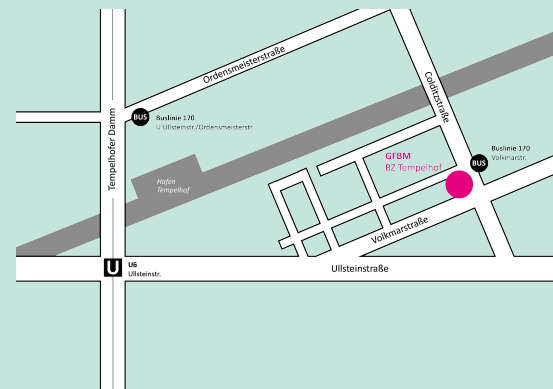 Ordensmeisterstraße
Colditzstraße
Tempelhofer Damm
BUS
Buslinie 170
U Ullsteinstr./Ordensmeisterstr.
GFBM
BZ Tempelhof
BUS
Buslinie 170
Volkmarstr.
Hafen
Tempelhof
Volkmarstraße
U
U6
Ullsteinstr.
Ullsteinstraße